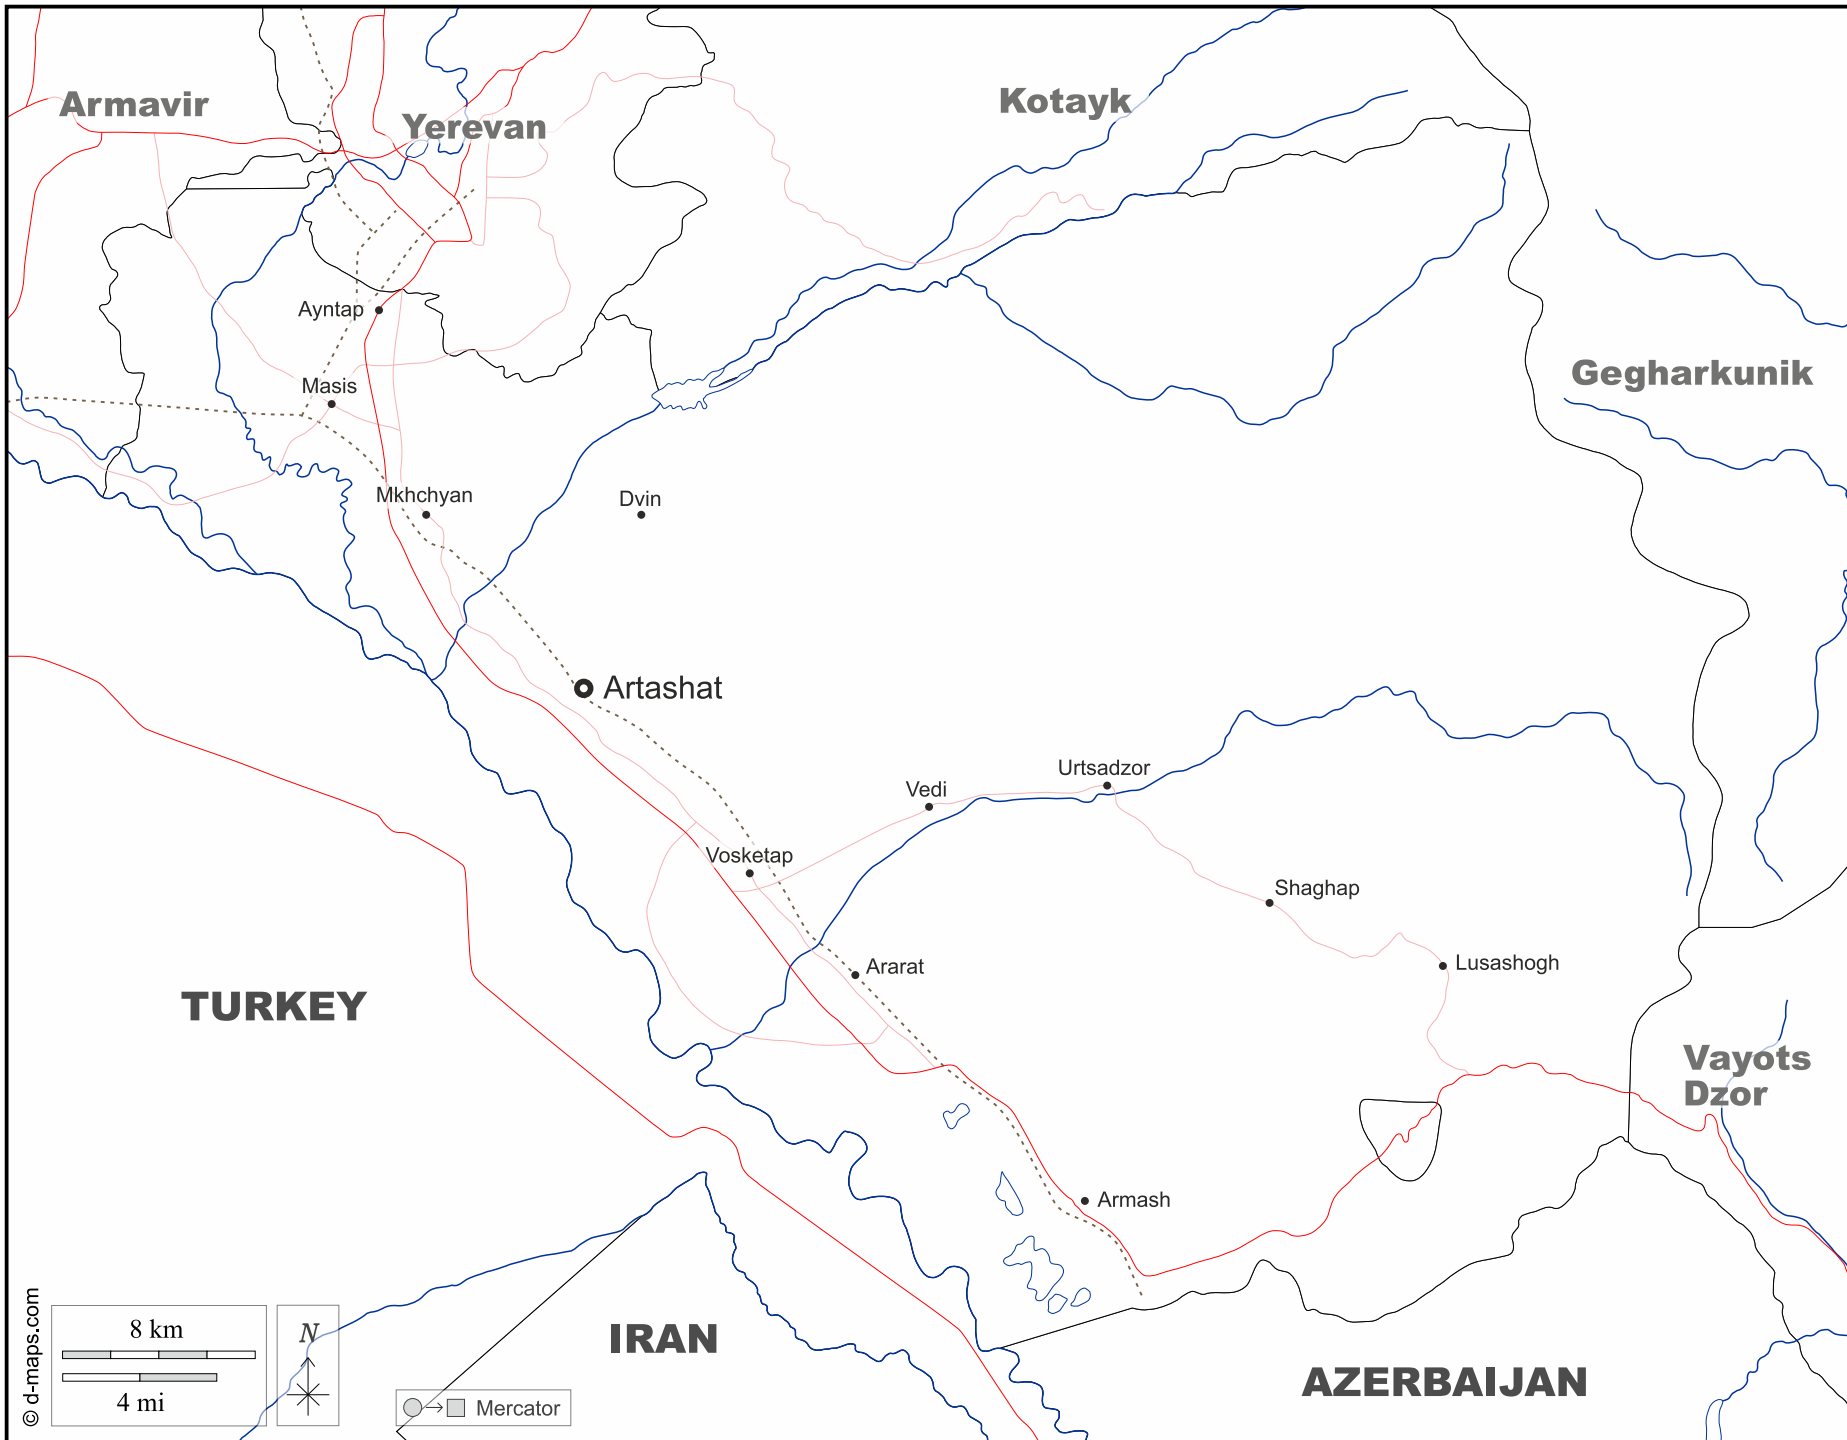 Armavir
Yerevan
Kotayk
Ayntap
Gegharkunik
Masis
Mkhchyan
Dvin
Artashat
Urtsadzor
Vedi
Vosketap
Shaghap
Ararat
Lusashogh
TURKEY
Vayots
Dzor
Armash
IRAN
AZERBAIJAN
© d-maps.com
8 km
4 mi
N
Mercator